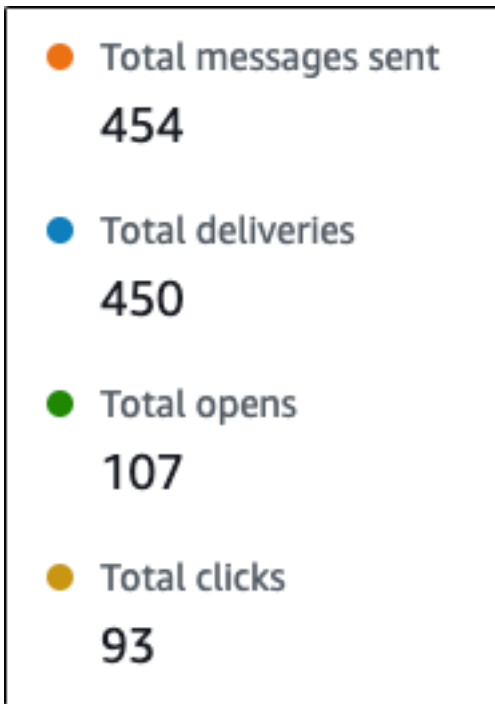 Total messages sent
454
Total deliveries
450
Total opens
107
Total clicks
93